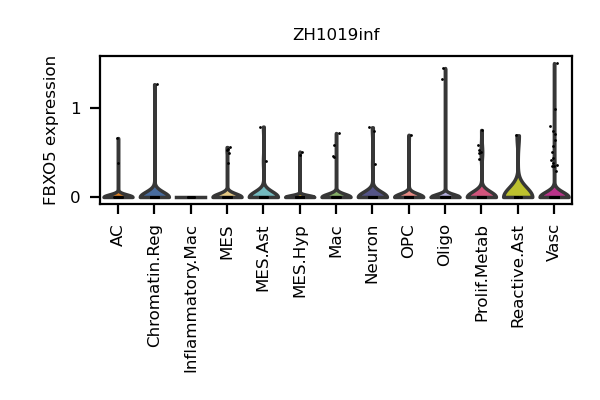 ZH1019inf
FBXO5 expression
1
0
AC
Chromatin.Reg
Inflammatory.Mac
MES
MES.Ast
MES.Hyp
Mac
Neuron
OPC
Oligo
Prolif.Metab
Reactive.Ast
Vasc